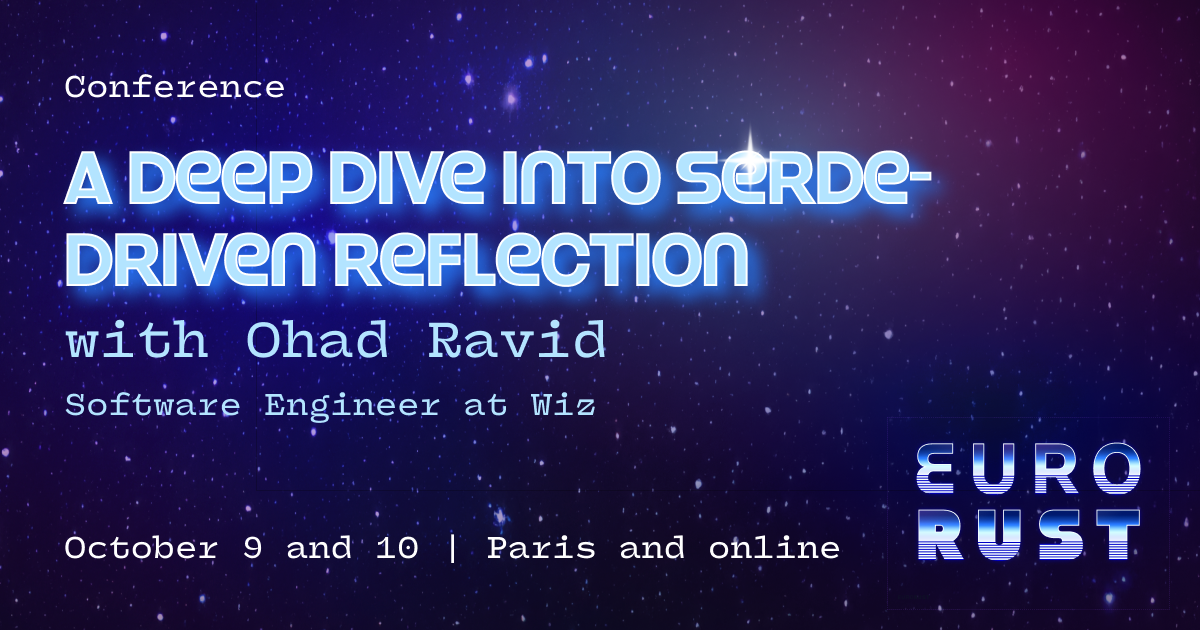 Conference
A DeeP DIVe INTO SeRDe-
DRIVen ReFLeCTION
with Ohad Ravid
Software Engineer at Wiz
October 9 and 10 | Paris and online
EURO
RUST